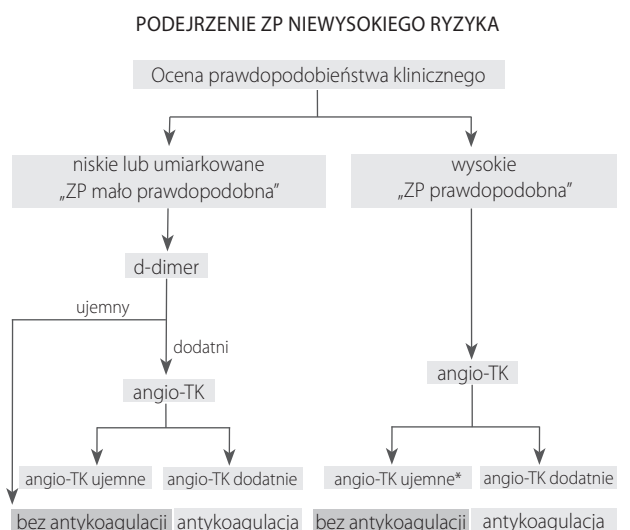 PODEJRZENIE ZP NIEWYSOKIEGO RYZYKA
Ocena prawdopodobieństwa klinicznego
niskie lub umiarkowane
„ZP mało prawdopodobna”
wysokie
„ZP prawdopodobna”
d-dimer
ujemny
dodatni
angio-TK
angio-TK
angio-TK ujemne
angio-TK dodatnie
angio-TK ujemne*
angio-TK dodatnie
bez antykoagulacji
antykoagulacja
bez antykoagulacji
antykoagulacja